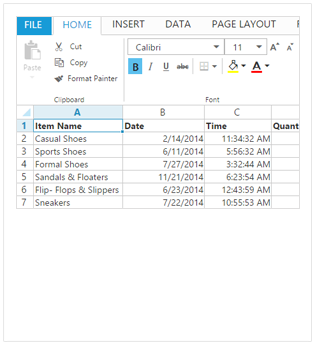 FILE HOME INSERT DATA PAGE LAYOUT
Paste Cut Calibri 11 A A
Copy B I U abc A
Format Painter
Clipboard Font
A B C
1 Item Name Date Time Quant
2 Casual Shoes 2/14/2014 11:34:32 AM
3 Sports Shoes 6/11/2014 5:56:32 AM
4 Formal Shoes 7/27/2014 3:32:44 AM
5 Sandals & Floaters 11/21/2014 6:23:54 AM
6 Flip- Flops & Slippers 6/23/2014 12:43:59 AM
7 Sneakers 7/22/2014 10:55:53 AM